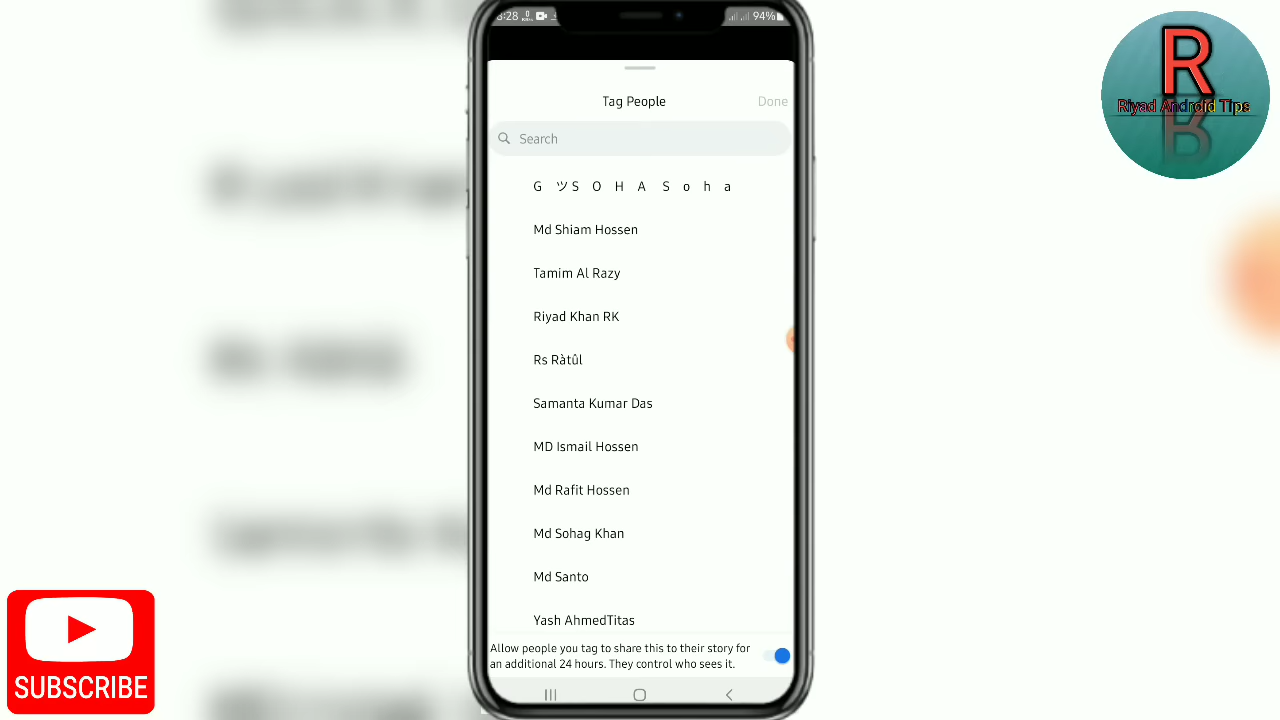 8:28 94%
Tag People
Done
Search
G ツS O H A S o h a
Md Shiam Hossen
Tamim Al Razy
Riyad Khan RK
Rs Ràtûl
Samanta Kumar Das
MD Ismail Hossen
Md Rafit Hossen
Md Sohag Khan
Md Santo
Yash AhmedTitas
Allow people you tag to share this to their story for
an additional 24 hours. They control who sees it.
R
Riyad Android Tips
SUBSCRIBE